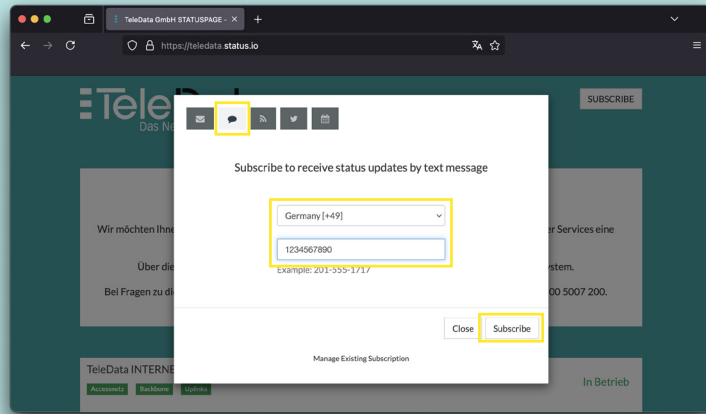 TeleData GmbH STATUSPAGE -
https://teledata.status.io
TeleD
Das Ne
SUBSCRIBE
Subscribe to receive status updates by text message
Germany [+49]
1234567890
Example: 201-555-1717
Wir möchten Ihne
er Services eine
Über die
ystem.
Bei Fragen zu di
00 5007 200.
Close
Subscribe
Manage Existing Subscription
TeleData INTERNE
Accessnetz Backbone Uplinks
In Betrieb